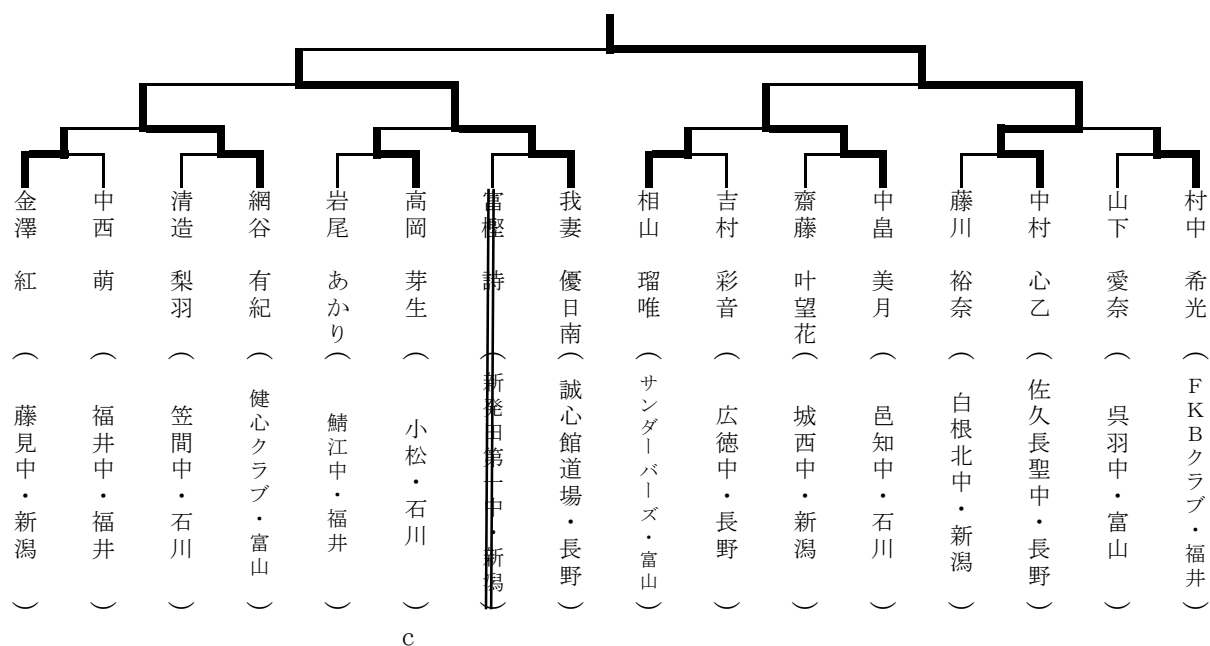 金澤 紅 (藤見中・新潟)
中西 萌 (福井中・福井)
清造 梨羽 (笠間中・石川)
網谷 有紀 (健心クラブ・富山)
岩尾 あかり (鯖江中・福井)
高岡 芽生 (小松・石川)
富樫 詩 (新発田第一中・新潟)
我妻 優日南 (誠心館道場・長野)
相山 瑠唯 (サンダーバーズ・富山)
吉村 彩音 (広徳中・長野)
齋藤 叶望花 (城西中・新潟)
中畠 美月 (邑知中・石川)
藤川 裕奈 (白根北中・新潟)
中村 心乙 (佐久長聖中・長野)
山下 愛奈 (呉羽中・富山)
村中 希光 (FKBクラブ・福井)
c